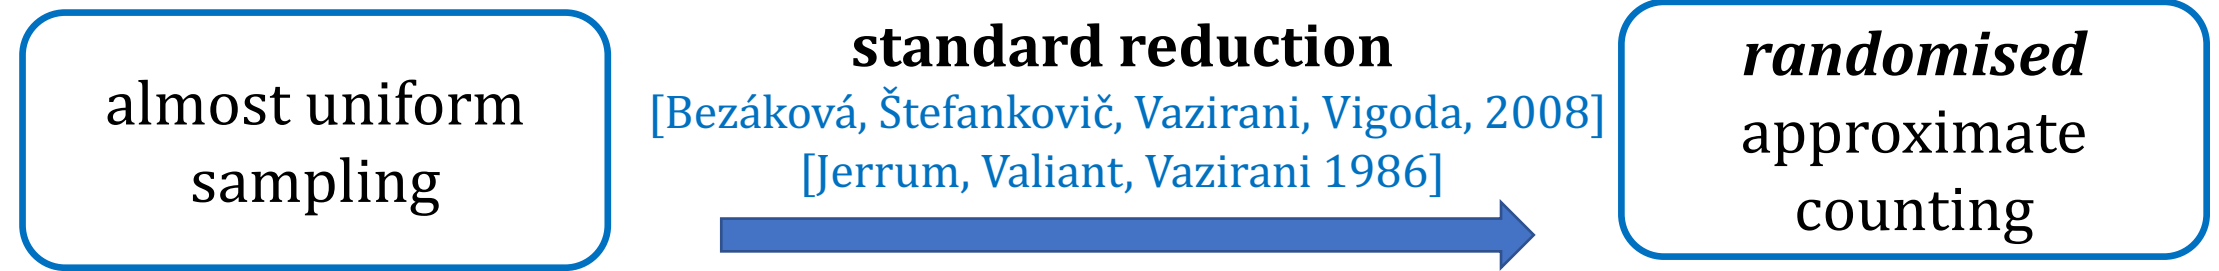 almost uniform
sampling
standard reduction
[Bezáková, Štefankovič, Vazirani, Vigoda, 2008]
[Jerrum, Valiant, Vazirani 1986]
randomised
approximate
counting